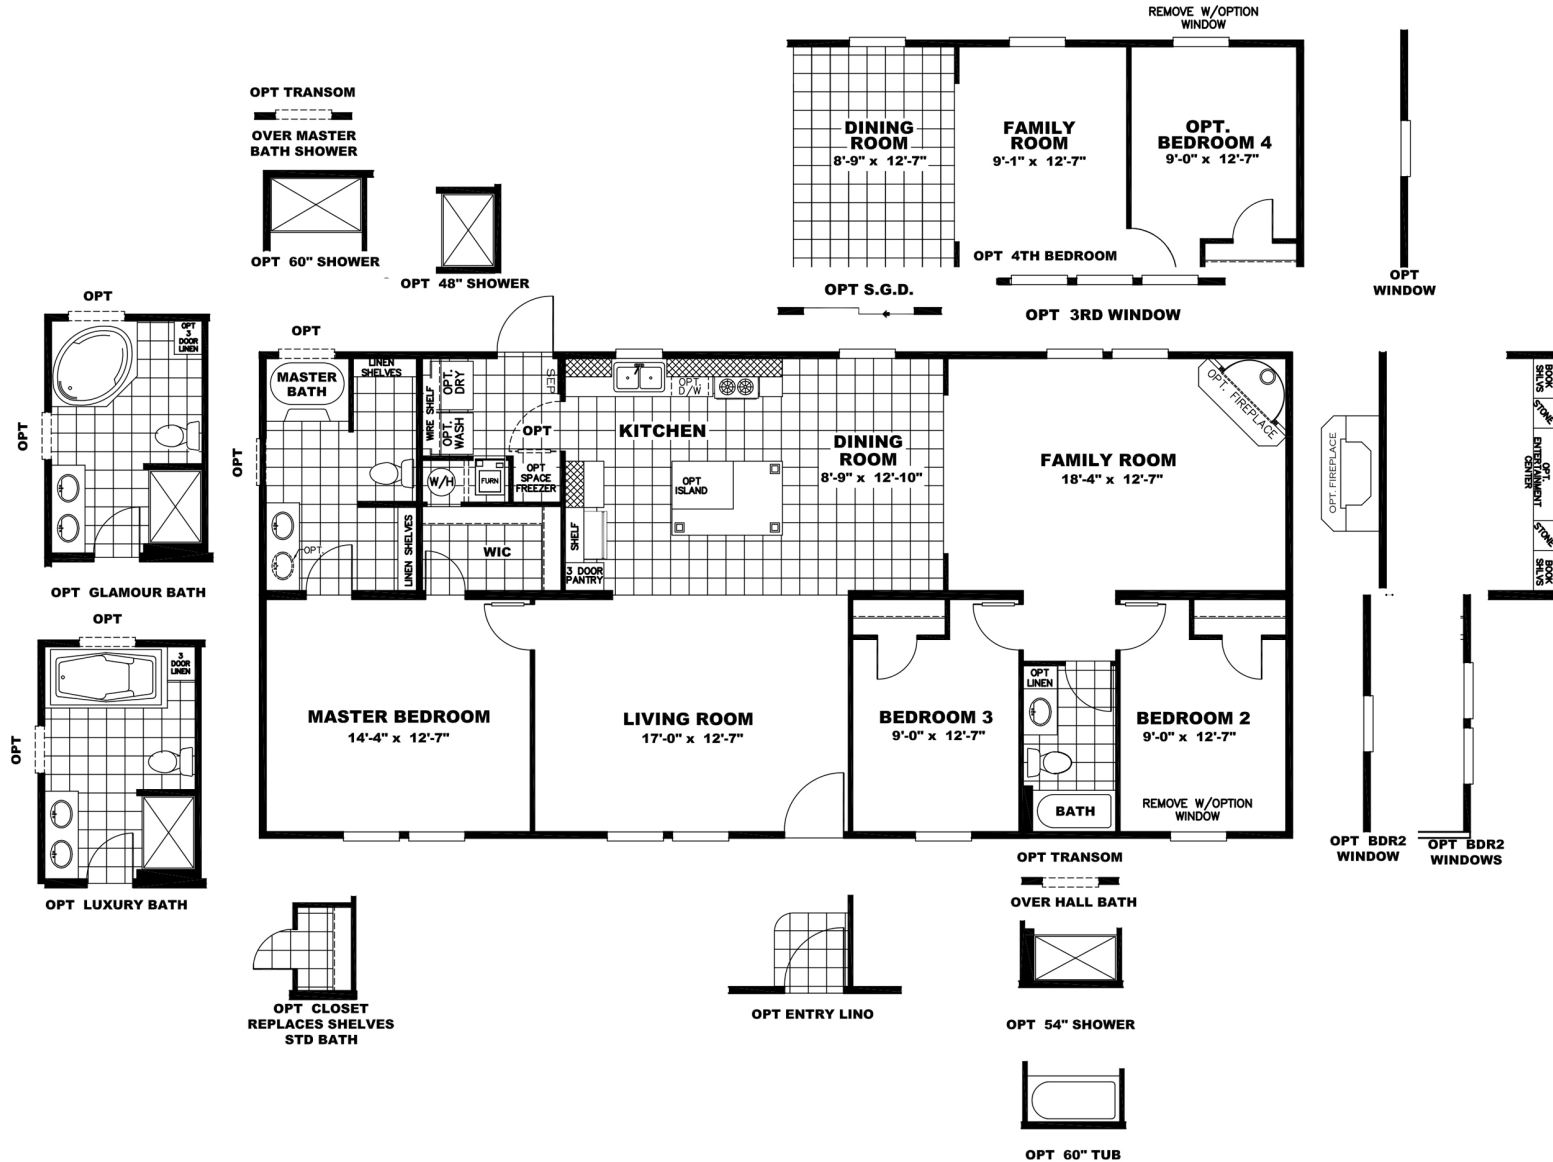 REMOVE W/OPTION
WINDOW
OPT TRANSOM
OVER MASTER
BATH SHOWER
OPT 60" SHOWER
OPT 48" SHOWER
DINING
ROOM
8'-9" x 12'-7"
FAMILY
ROOM
9'-1" x 12'-7"
OPT.
BEDROOM 4
9'-0" x 12'-7"
OPT 4TH BEDROOM
OPT S.G.D.
OPT 3RD WINDOW
OPT
WINDOW
OPT
OPT
3
DOOR
LINEN
OPT
OPT GLAMOUR BATH
OPT
3
DOOR
LINEN
OPT
OPT LUXURY BATH
OPT
OPT
MASTER
BATH
LINEN
SHELVES
OPT.
LINEN SHELVES
WIRE SHELF
OPT.
DRY
OPT.
WASH
SEP
OPT
W/H
FURN
OPT
SPACE
FREEZER
WIC
OPT.
D/W
KITCHEN
OPT
ISLAND
SHELF
3 DOOR
PANTRY
DINING
ROOM
8'-9" x 12'-10"
FAMILY ROOM
18'-4" x 12'-7"
OPT. FIREPLACE
OPT. FIREPLACE
BOOK
SHLVS
STONE
OPT.
ENTERTAINMENT
CENTER
STONE
BOOK
SHLVS
MASTER BEDROOM
14'-4" x 12'-7"
LIVING ROOM
17'-0" x 12'-7"
BEDROOM 3
9'-0" x 12'-7"
OPT
LINEN
BATH
BEDROOM 2
9'-0" x 12'-7"
REMOVE W/OPTION
WINDOW
OPT BDR2
WINDOW
OPT BDR2
WINDOWS
OPT TRANSOM
OVER HALL BATH
OPT CLOSET
REPLACES SHELVES
STD BATH
OPT ENTRY LINO
OPT 54" SHOWER
OPT 60" TUB